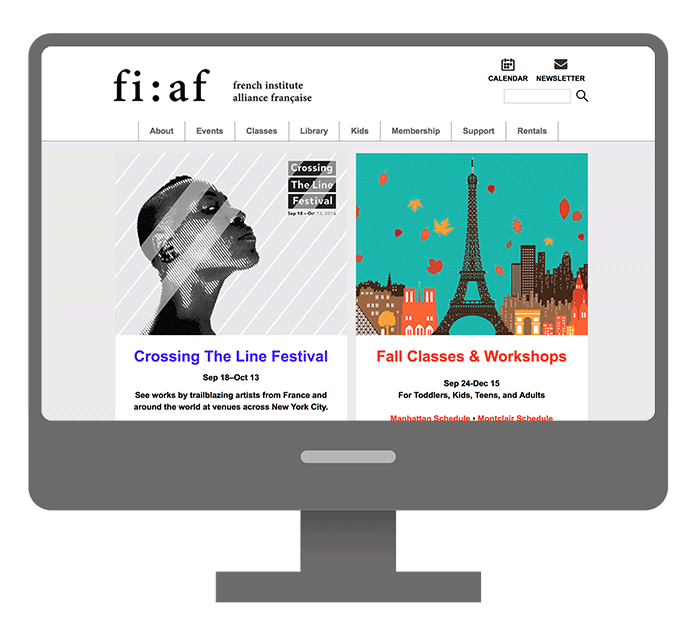 fi:af
french institute
alliance française
CALENDAR NEWSLETTER
About Events Classes Library Kids Membership Support Rentals
Crossing
The Line
Festival
Sep 18 – Oct 13, 2018
Crossing The Line Festival
Sep 18–Oct 13
See works by trailblazing artists from France and
around the world at venues across New York City.
Fall Classes & Workshops
Sep 24-Dec 15
For Toddlers, Kids, Teens, and Adults
Manhattan Schedule • Montclair Schedule